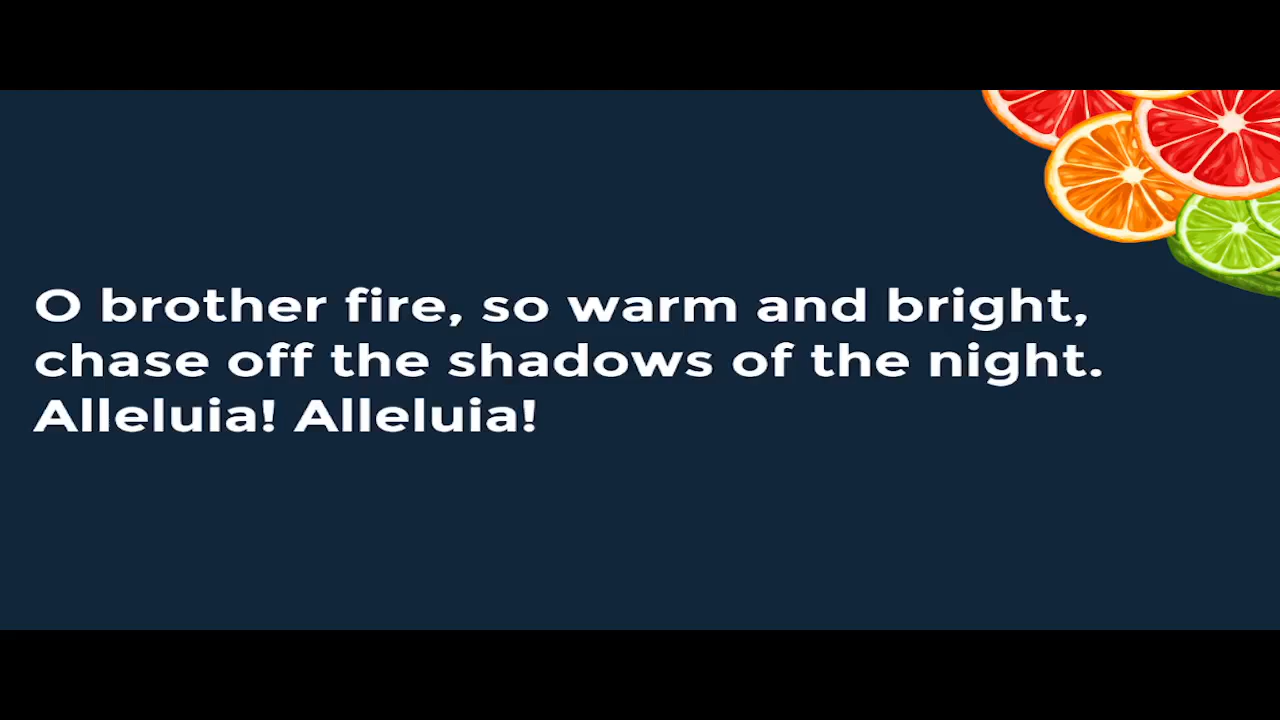 O brother fire, so warm and bright,
chase off the shadows of the night.
Alleluia! Alleluia!